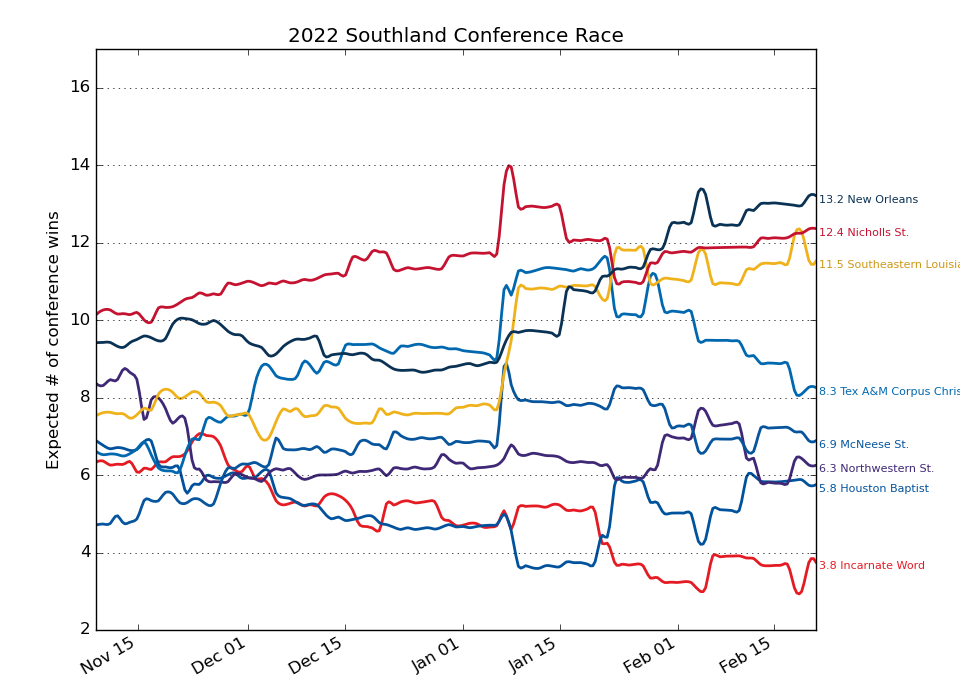 2022 Southland Conference Race
Expected # of conference wins
16
14
12
10
8
6
4
2
13.2 New Orleans
12.4 Nicholls St.
11.5 Southeastern Louisia
8.3 Tex A&M Corpus Chris
6.9 McNeese St.
6.3 Northwestern St.
5.8 Houston Baptist
3.8 Incarnate Word
Nov 15
Dec 01
Dec 15
Jan 01
Jan 15
Feb 01
Feb 15